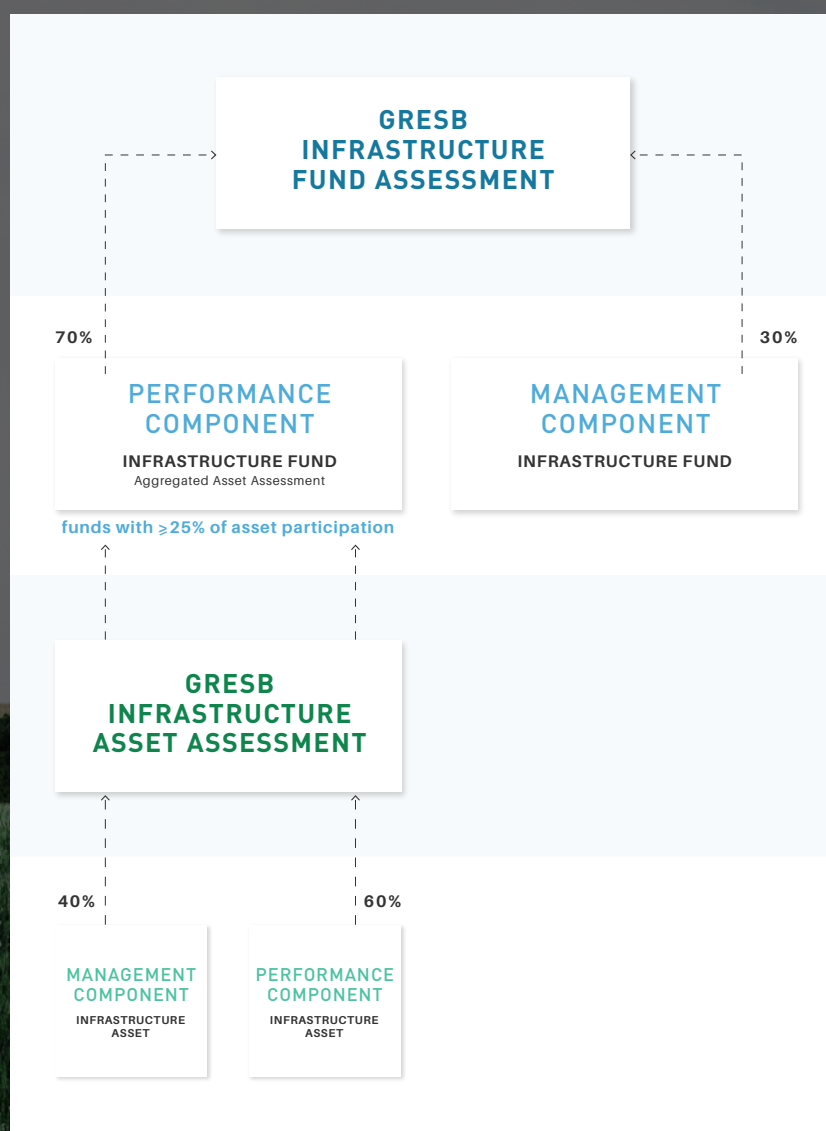 GRESB
INFRASTRUCTURE
FUND ASSESSMENT
70%
30%
PERFORMANCE
COMPONENT
INFRASTRUCTURE FUND
Aggregated Asset Assessment
MANAGEMENT
COMPONENT
INFRASTRUCTURE FUND
funds with ⩾25% of asset participation
GRESB
INFRASTRUCTURE
ASSET ASSESSMENT
40%
60%
MANAGEMENT
COMPONENT
INFRASTRUCTURE
ASSET
PERFORMANCE
COMPONENT
INFRASTRUCTURE
ASSET